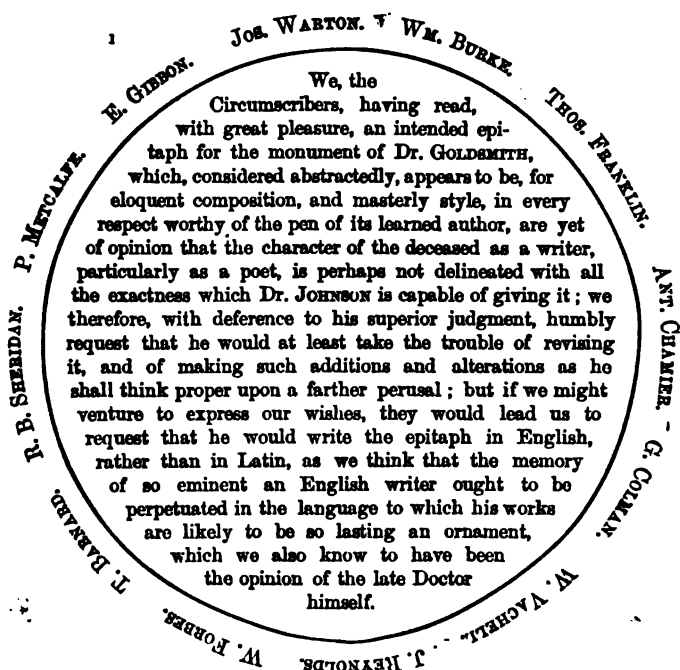 Jos. Warton.
Wm. Burke.
Thos. Franklin.
Ant. Chamier.
G. Colman.
W. Vachell.
J. Reynolds.
W. Forbes.
T. Barnard.
R. B. Sheridan.
P. Metcalfe.
E. Gibbon.
We, the
Circumscribers, having read,
with great pleasure, an intended epi-
taph for the monument of Dr. Goldsmith,
which, considered abstractedly, appears to be, for
eloquent composition, and masterly style, in every
respect worthy of the pen of its learned author, are yet
of opinion that the character of the deceased as a writer,
particularly as a poet, is perhaps not delineated with all
the exactness which Dr. Johnson is capable of giving it; we
therefore, with deference to his superior judgment, humbly
request that he would at least take the trouble of revising
it, and of making such additions and alterations as he
shall think proper upon a farther perusal; but if we might
venture to express our wishes, they would lead us to
request that he would write the epitaph in English,
rather than in Latin, as we think that the memory
of so eminent an English writer ought to be
perpetuated in the language to which his works
are likely to be so lasting an ornament,
which we also know to have been
the opinion of the late Doctor
himself.